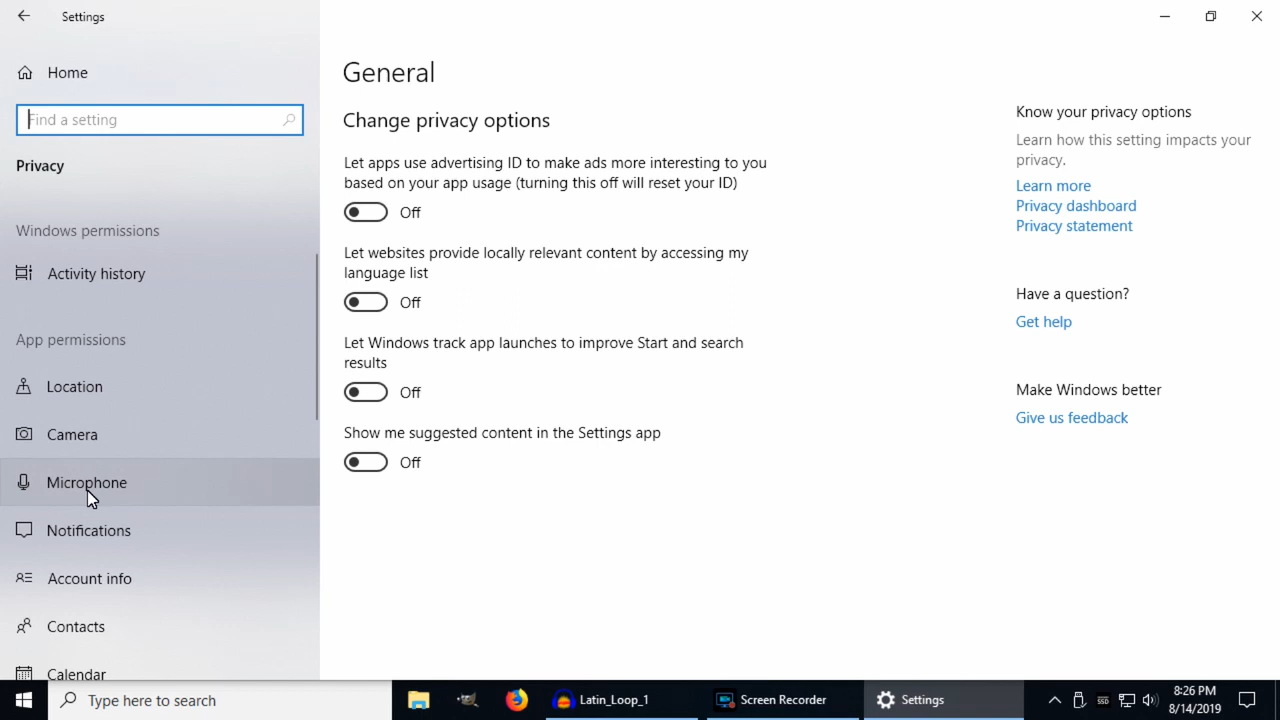 Settings
Home
Find a setting
Privacy
Windows permissions
Activity history
App permissions
Location
Camera
Microphone
Notifications
Account info
Contacts
Calendar
General
Change privacy options
Let apps use advertising ID to make ads more interesting to you
based on your app usage (turning this off will reset your ID)
Off
Let websites provide locally relevant content by accessing my
language list
Off
Let Windows track app launches to improve Start and search
results
Off
Show me suggested content in the Settings app
Off
Know your privacy options
Learn how this setting impacts your
privacy.
Learn more
Privacy dashboard
Privacy statement
Have a question?
Get help
Make Windows better
Give us feedback
Type here to search
Latin_Loop_1
Screen Recorder
Settings
SSD
8:26 PM
8/14/2019